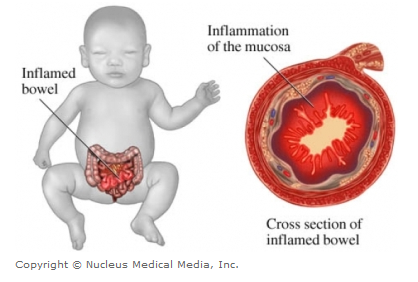 Inflammation
of the mucosa
Inflamed
bowel
Cross section of
inflamed bowel
Copyright © Nucleus Medical Media, Inc.